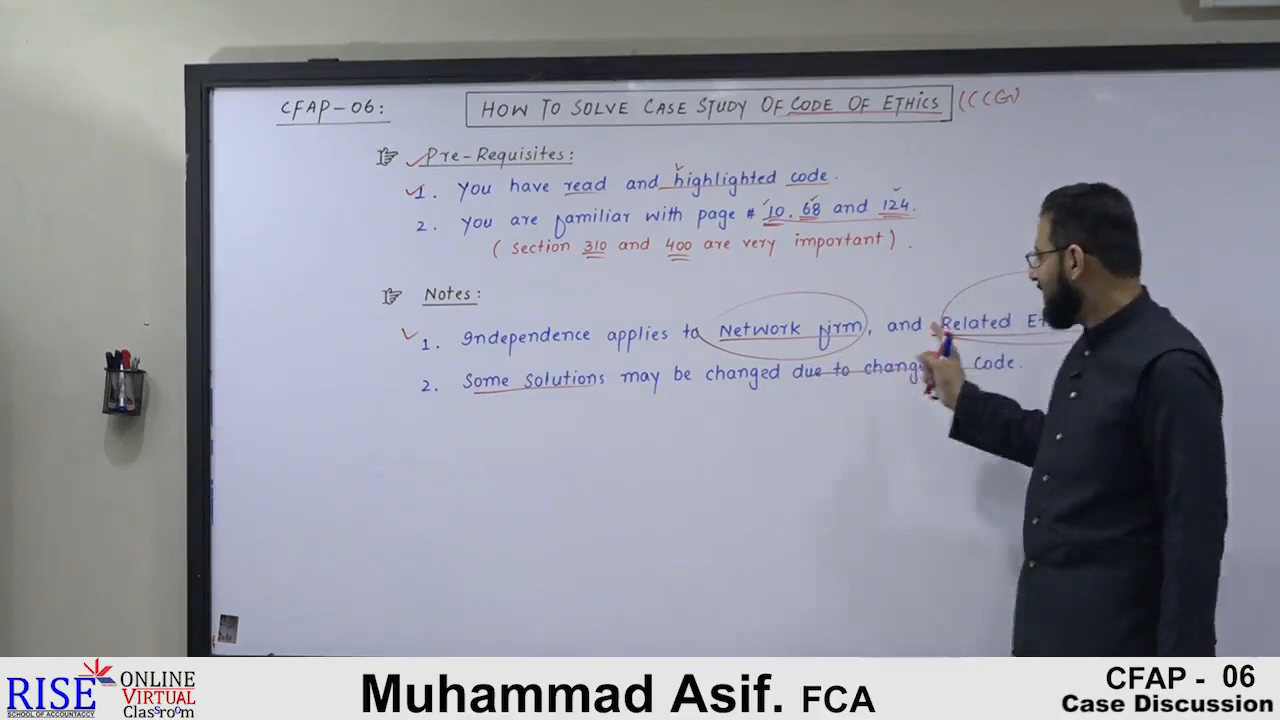 CFAP-06:
HOW TO SOLVE CASE STUDY OF CODE OF ETHICS
Pre-Requisites:
1. You have read and highlighted code.
2. You are familiar with page # 10, 68 and 124.
( section 310 and 400 are very important ) .
Notes:
1. Independence applies to Network firm, and Related
2. Some solutions may be changed due to code.
RISE
SCHOOL OF ACCOUNTACY
ONLINE
VIRTUAL
Classroom
Muhammad Asif. FCA
CFAP - 06
Case Discussion